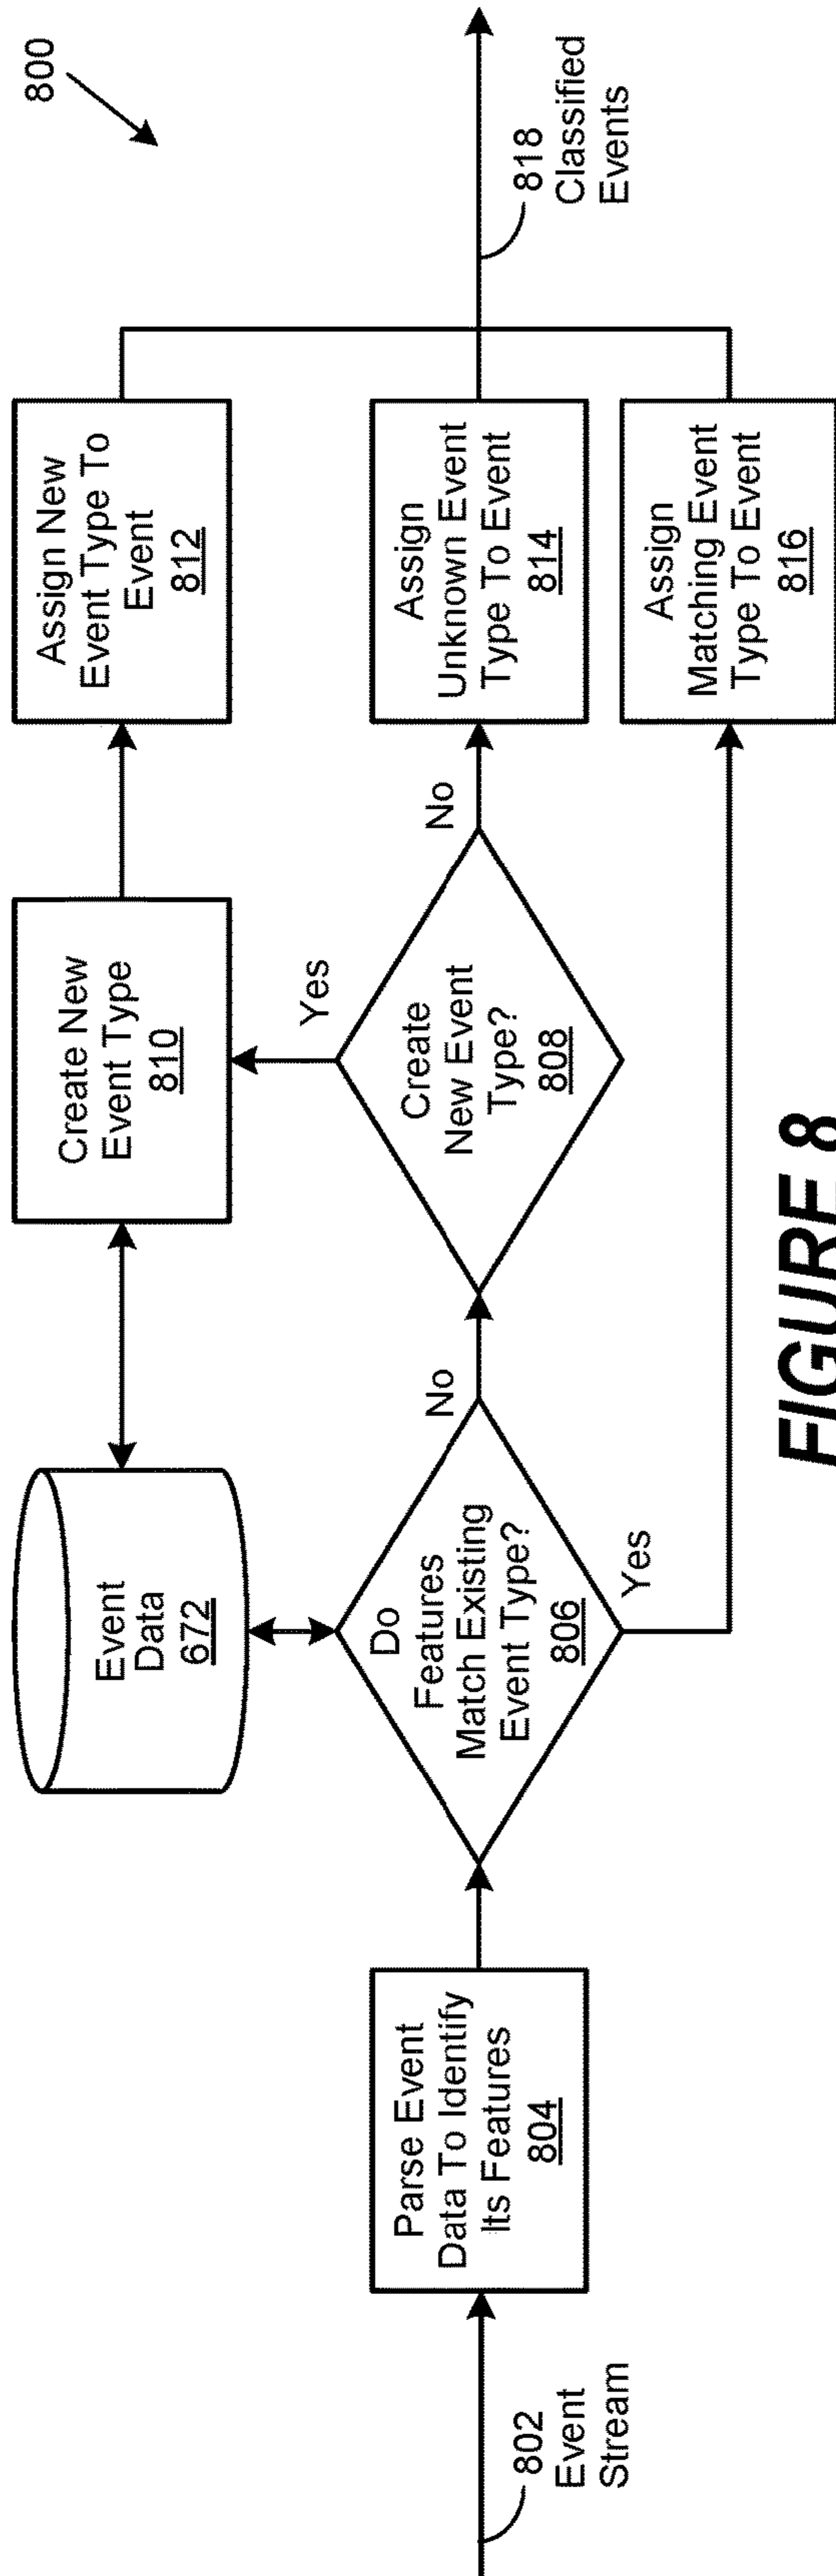 800
Event
Data
672
Create New
Event Type
810
Assign New
Event Type To
Event
812
Yes
802
Event
Stream
Parse Event
Data To Identify
Its Features
804
Do
Features
Match Existing
Event Type?
806
No
Yes
Create
New Event
Type?
808
No
Assign
Unknown Event
Type To Event
814
Assign
Matching Event
Type To Event
816
818
Classified
Events
FIGURE 8